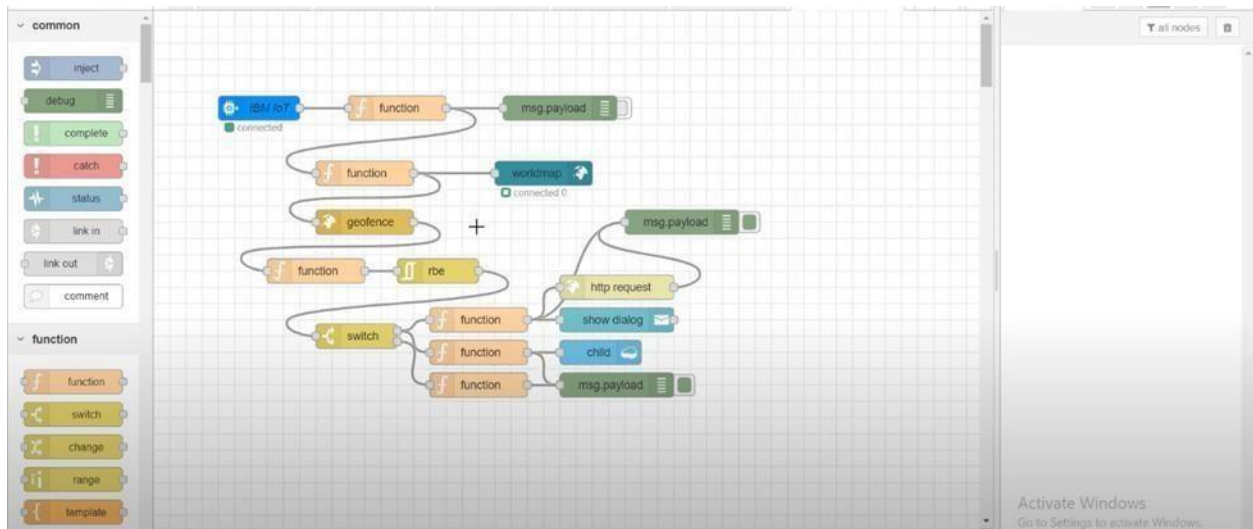 common
all nodes
inject
debug
complete
catch
status
link in
link out
comment
function
function
switch
change
range
template
IBM IoT
connected
function
msg.payload
function
worldmap
connected 0
geofence
msg.payload
function
rbe
http request
switch
function
show dialog
function
child
function
msg.payload
Activate Windows
Go to Settings to activate Windows.